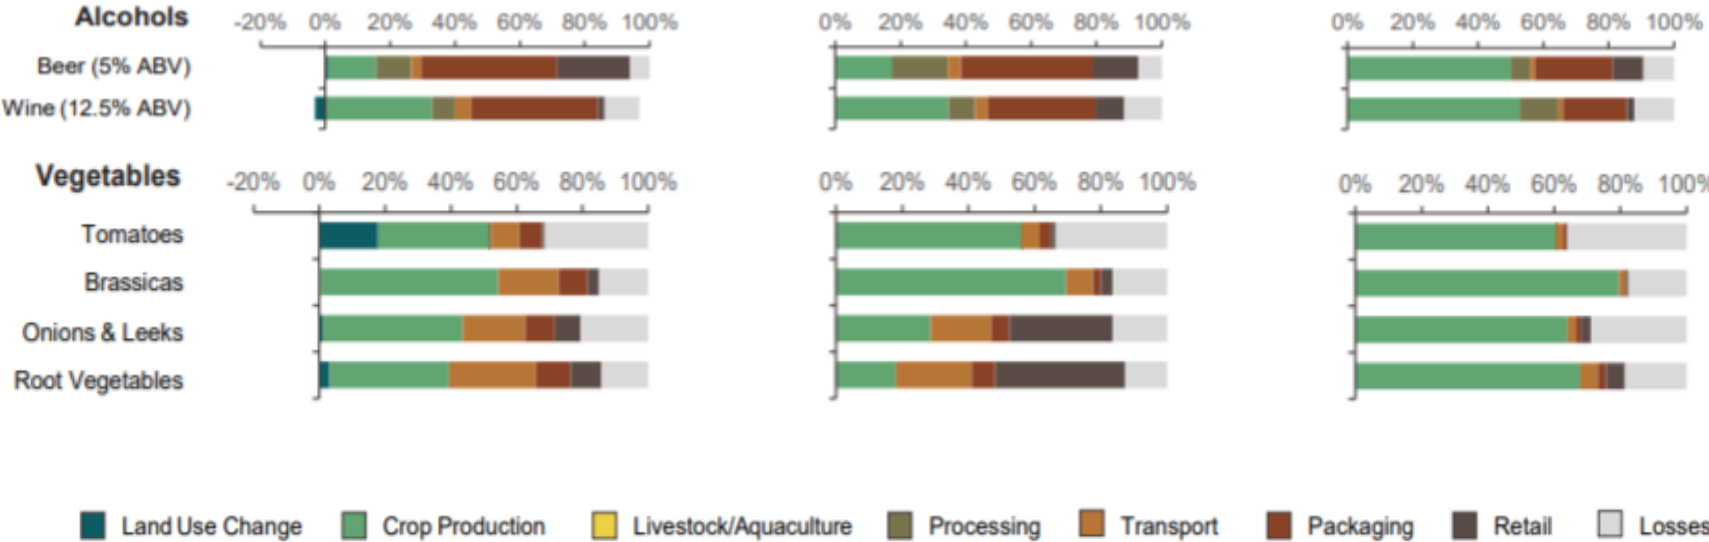 Alcohols -20% 0% 20% 40% 60% 80% 100% 0% 20% 40% 60% 80% 100% 0% 20% 40% 60% 80% 100%
Beer (5% ABV)
Wine (12.5% ABV)
Vegetables -20% 0% 20% 40% 60% 80% 100% 0% 20% 40% 60% 80% 100% 0% 20% 40% 60% 80% 100%
Tomatoes
Brassicas
Onions & Leeks
Root Vegetables
Land Use Change Crop Production Livestock/Aquaculture Processing Transport Packaging Retail Losses